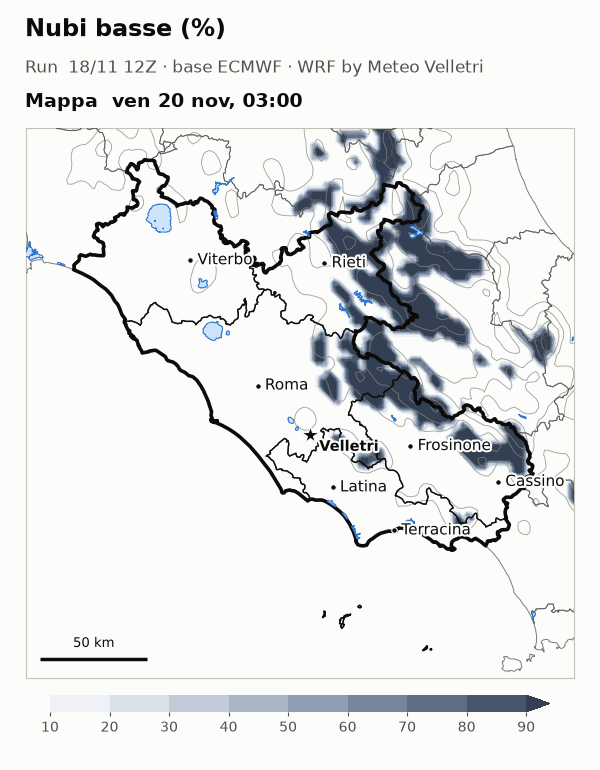 Nubi basse (%)
Run  18/11 12Z · base ECMWF · WRF by Meteo Velletri
Mappa  ven 20 nov, 03:00
Viterbo
Rieti
Roma
Velletri
Frosinone
Cassino
Latina
Terracina
50 km
10 20 30 40 50 60 70 80 90